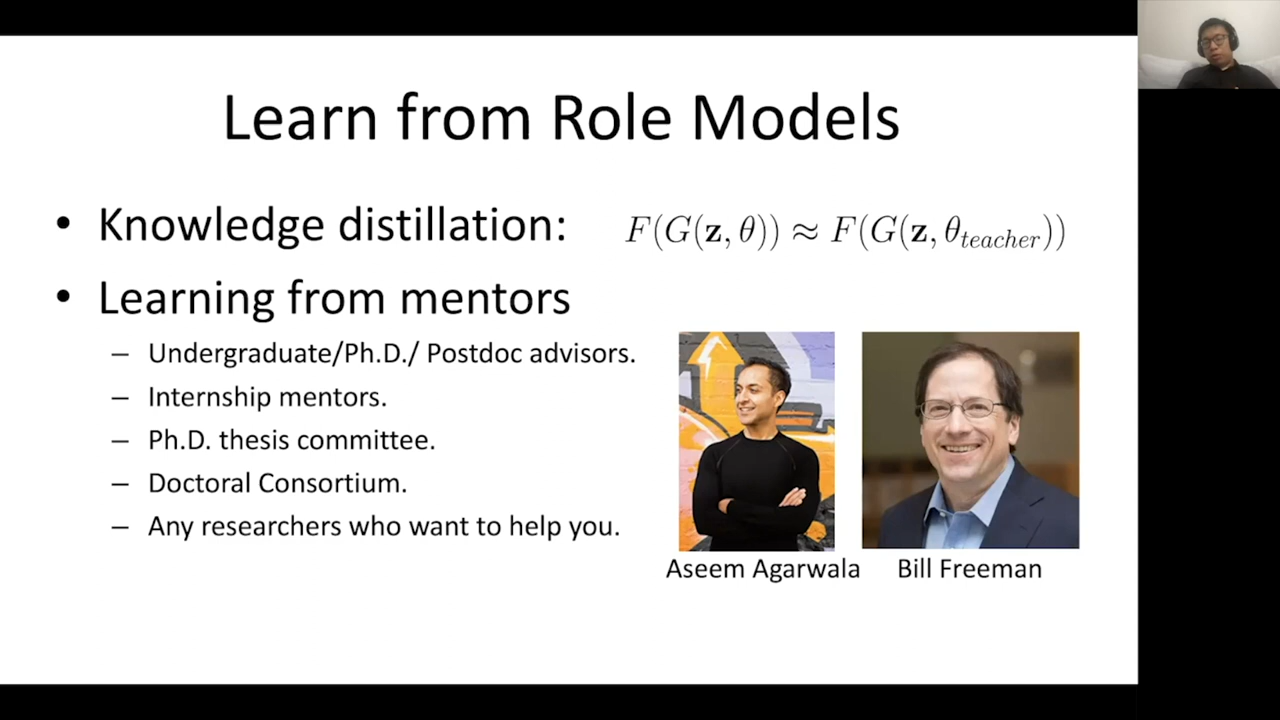 Learn from Role Models
• Knowledge distillation: F(G(z, θ)) ≈ F(G(z, θ_teacher))
• Learning from mentors
– Undergraduate/Ph.D./ Postdoc advisors.
– Internship mentors.
– Ph.D. thesis committee.
– Doctoral Consortium.
– Any researchers who want to help you.
Aseem Agarwala Bill Freeman